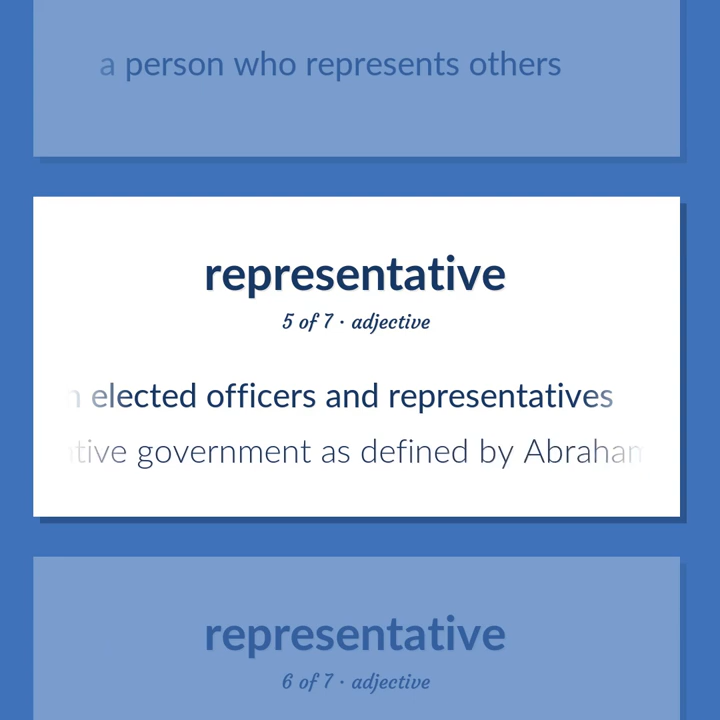 a person who represents others
representative
5 of 7 · adjective
elected officers and representatives
government as defined by Abraham
representative
6 of 7 · adjective